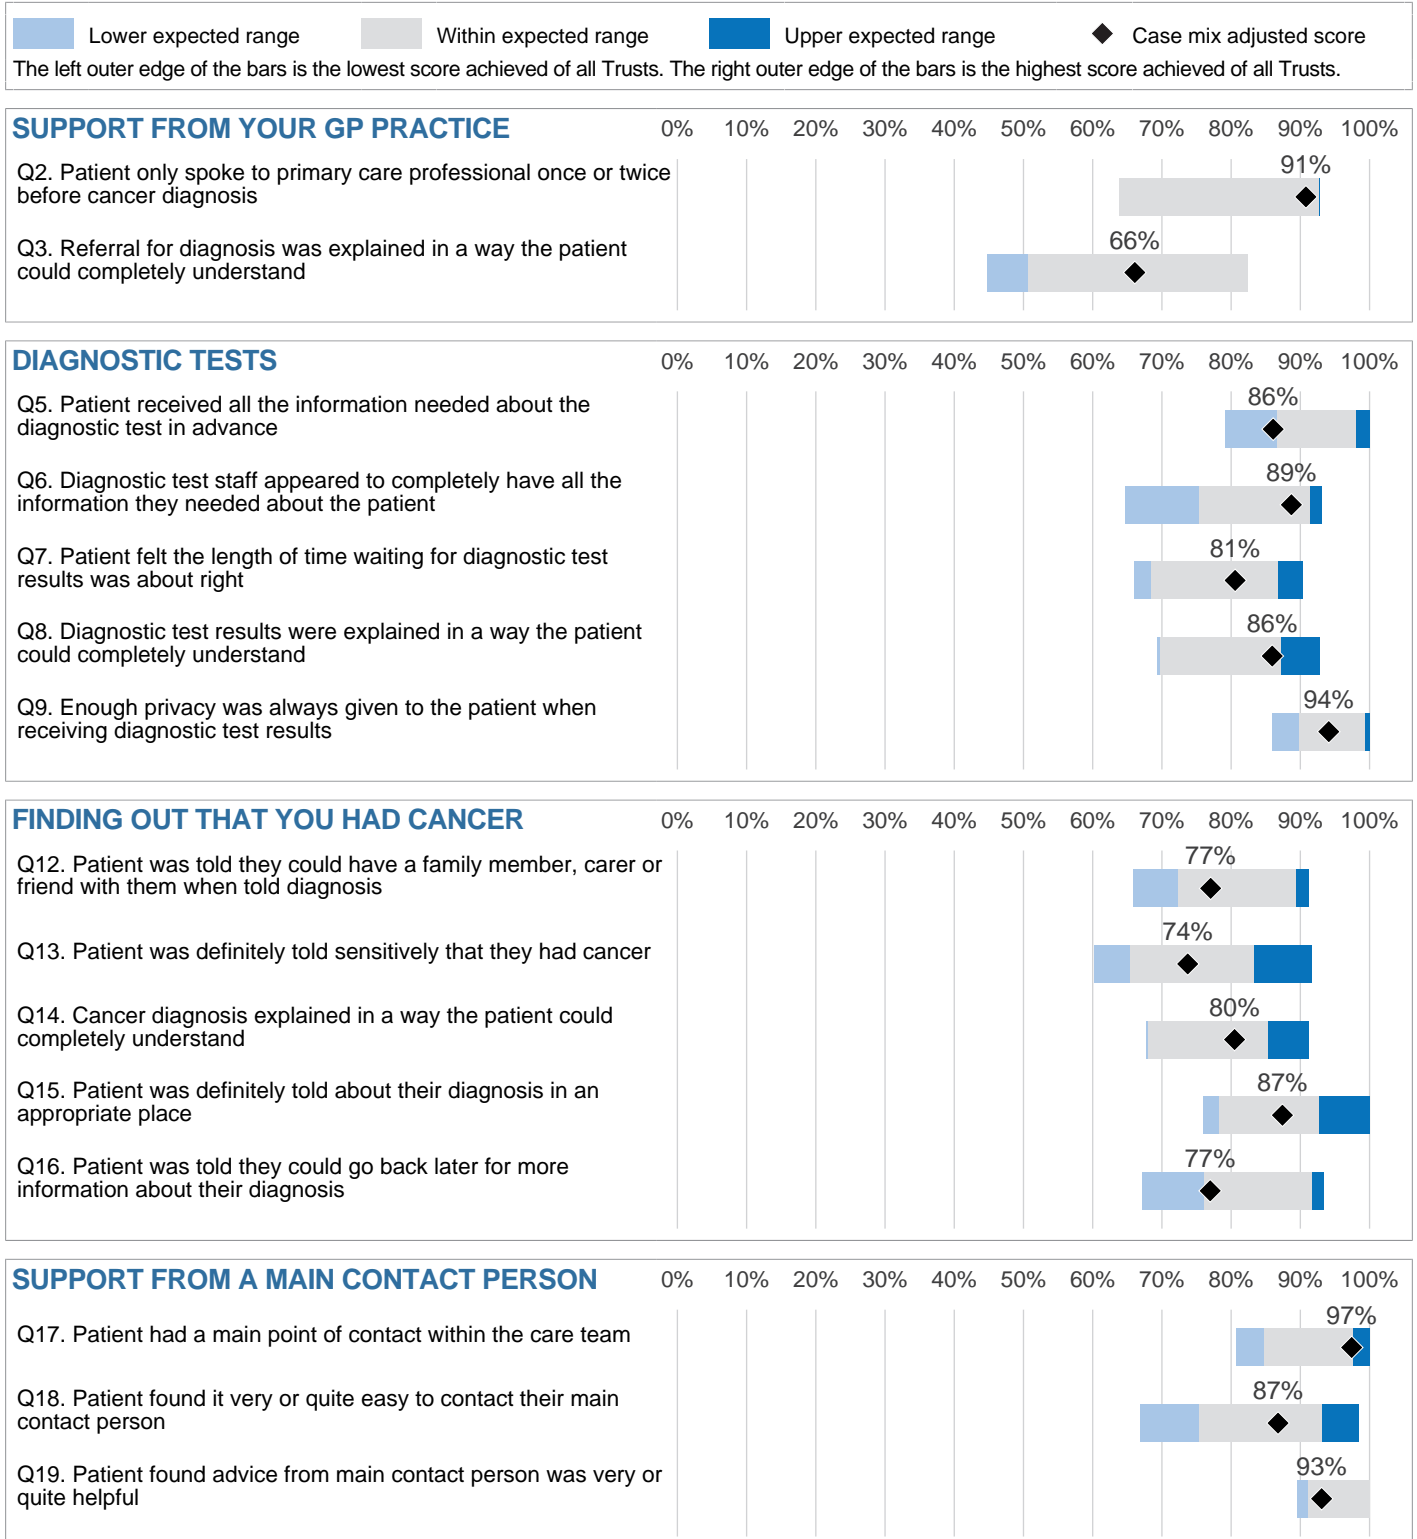 Lower expected range Within expected range Upper expected range Case mix adjusted score
The left outer edge of the bars is the lowest score achieved of all Trusts. The right outer edge of the bars is the highest score achieved of all Trusts.
SUPPORT FROM YOUR GP PRACTICE 0% 10% 20% 30% 40% 50% 60% 70% 80% 90% 100%
91%
Q2. Patient only spoke to primary care professional once or twice
before cancer diagnosis
66%
Q3. Referral for diagnosis was explained in a way the patient
could completely understand
DIAGNOSTIC TESTS 0% 10% 20% 30% 40% 50% 60% 70% 80% 90% 100%
86%
Q5. Patient received all the information needed about the
diagnostic test in advance
89%
Q6. Diagnostic test staff appeared to completely have all the
information they needed about the patient
81%
Q7. Patient felt the length of time waiting for diagnostic test
results was about right
86%
Q8. Diagnostic test results were explained in a way the patient
could completely understand
94%
Q9. Enough privacy was always given to the patient when
receiving diagnostic test results
FINDING OUT THAT YOU HAD CANCER 0% 10% 20% 30% 40% 50% 60% 70% 80% 90% 100%
77%
Q12. Patient was told they could have a family member, carer or
friend with them when told diagnosis
74%
Q13. Patient was definitely told sensitively that they had cancer
80%
Q14. Cancer diagnosis explained in a way the patient could
completely understand
87%
Q15. Patient was definitely told about their diagnosis in an
appropriate place
77%
Q16. Patient was told they could go back later for more
information about their diagnosis
SUPPORT FROM A MAIN CONTACT PERSON 0% 10% 20% 30% 40% 50% 60% 70% 80% 90% 100%
97%
Q17. Patient had a main point of contact within the care team
87%
Q18. Patient found it very or quite easy to contact their main
contact person
93%
Q19. Patient found advice from main contact person was very or
quite helpful